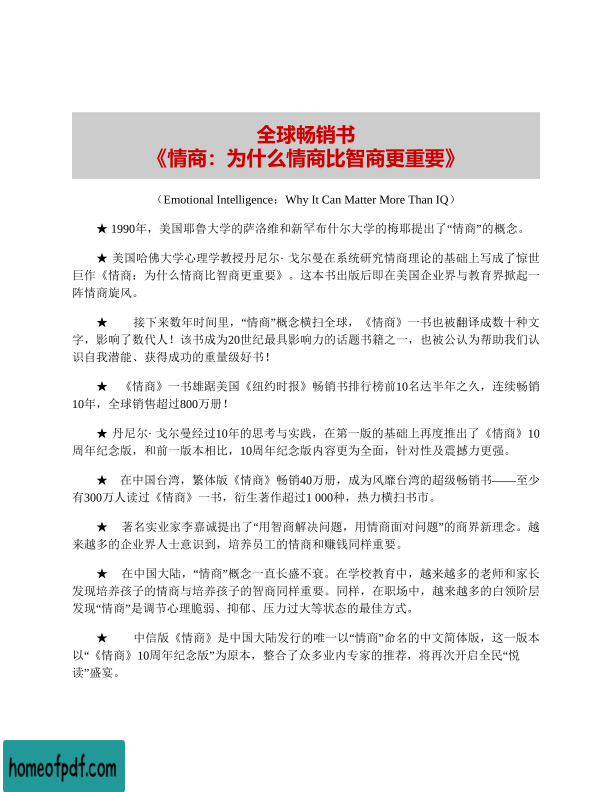 全球畅销书
《情商：为什么情商比智商更重要》
（Emotional Intelligence：Why It Can Matter More Than IQ）
★ 1990年，美国耶鲁大学的萨洛维和新罕布什尔大学的梅耶提出了“情商”的概念。
★ 美国哈佛大学心理学教授丹尼尔· 戈尔曼在系统研究情商理论的基础上写成了惊世
巨作《情商：为什么情商比智商更重要》。这本书出版后即在美国企业界与教育界掀起一
阵情商旋风。
★ 接下来数年时间里，“情商”概念横扫全球，《情商》一书也被翻译成数十种文
字，影响了数代人！该书成为20世纪最具影响力的话题书籍之一，也被公认为帮助我们认
识自我潜能、获得成功的重量级好书！
★ 《情商》一书雄踞美国《纽约时报》畅销书排行榜前10名达半年之久，连续畅销
10年，全球销售超过800万册！
★ 丹尼尔· 戈尔曼经过10年的思考与实践，在第一版的基础上再度推出了《情商》10
周年纪念版，和前一版本相比，10周年纪念版内容更为全面，针对性及震撼力更强。
★ 在中国台湾，繁体版《情商》畅销40万册，成为风靡台湾的超级畅销书——至少
有300万人读过《情商》一书，衍生著作超过1 000种，热力横扫书市。
★ 著名实业家李嘉诚提出了“用智商解决问题，用情商面对问题”的商界新理念。越
来越多的企业界人士意识到，培养员工的情商和赚钱同样重要。
★ 在中国大陆，“情商”概念一直长盛不衰。在学校教育中，越来越多的老师和家长
发现培养孩子的情商与培养孩子的智商同样重要。同样，在职场中，越来越多的白领阶层
发现“情商”是调节心理脆弱、抑郁、压力过大等状态的最佳方式。
★ 中信版《情商》是中国大陆发行的唯一以“情商”命名的中文简体版，这一版本
以“《情商》10周年纪念版”为原本，整合了众多业内专家的推荐，将再次开启全民“悦
读”盛宴。
homeofpdf.com